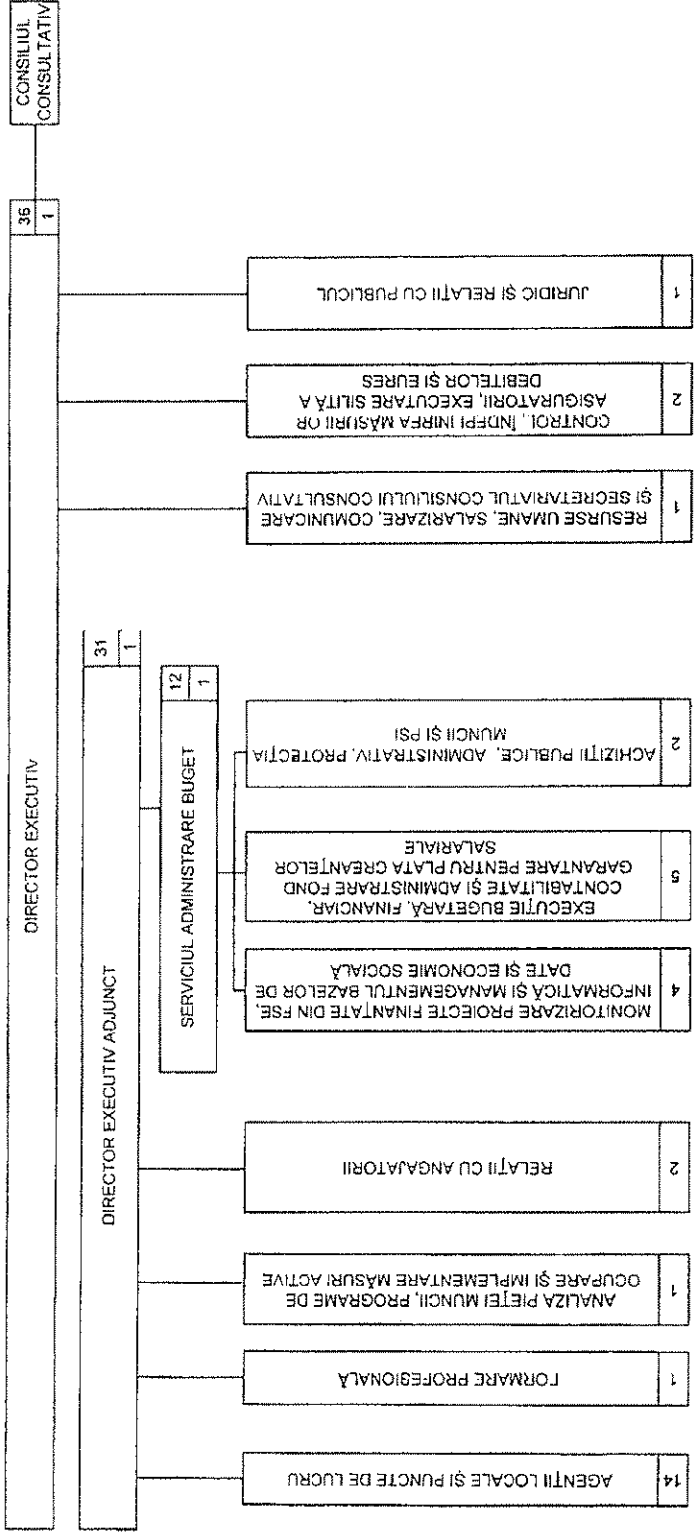 CONSILIUL
CONSULTATIV
DIRECTOR EXECUTIV
36
1
DIRECTOR EXECUTIV ADJUNCT
31
1
SERVICIUL ADMINISTRARE BUGET
12
1
AGENȚII LOCALE ȘI PUNCTE DE LUCRU
14
FORMARE PROFESIONALĂ
1
ANALIZA PIEȚEI MUNCII, PROGRAME DE
OCUPARE ȘI IMPLEMENTARE MĂSURI ACTIVE
1
RELAȚII CU ANGAJATORII
2
MONITORIZARE PROIECTE FINANȚATE DIN FSE,
INFORMATICĂ ȘI MANAGEMENTUL BAZELOR DE
DATE ȘI ECONOMIE SOCIALĂ
4
EXECUȚIE BUGETARĂ, FINANCIAR,
CONTABILITATE ȘI ADMINISTRARE FOND
GARANTARE PENTRU PLATA CREANȚELOR
SALARIALE
5
ACHIZIȚII PUBLICE, ADMINISTRATIV, PROTECȚIA
MUNCII ȘI PSI
2
RESURSE UMANE, SALARIZARE, COMUNICARE
ȘI SECRETARIATUL CONSILIULUI CONSULTATIV
1
CONTROL, ÎNDEPLINIREA MĂSURILOR
ASIGURATORII, EXECUTARE SILITĂ A
DEBITELOR ȘI EURES
2
JURIDIC ȘI RELAȚII CU PUBLICUL
1